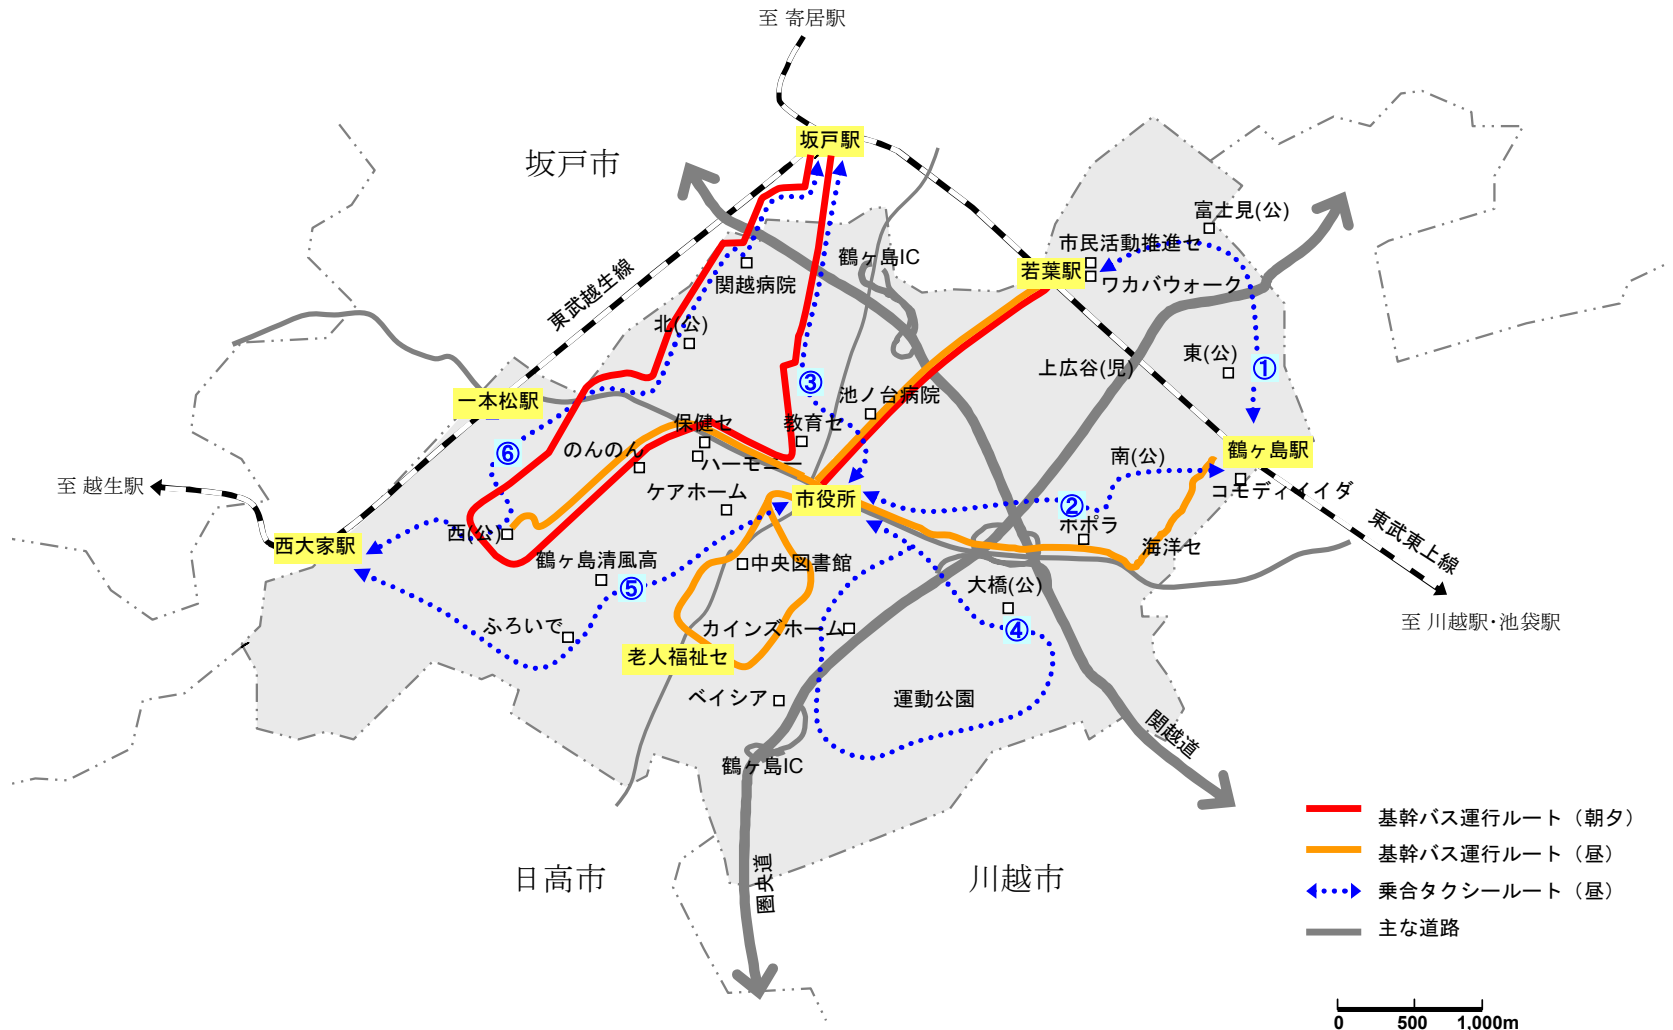 至 寄居駅
坂戸駅
坂戸市
富士見(公)
市民活動推進セ
鶴ヶ島IC
若葉駅
ワカバウォーク
関越病院
東武越生線
北(公)
上広谷(児)
東(公)
①
③
池ノ台病院
一本松駅
保健セ
教育セ
鶴ヶ島駅
⑥
のんのん
ハーモニー
南(公)
至 越生駅
ケアホーム
市役所
コモディイイダ
②
ポポラ
西(公)
東武東上線
西大家駅
鶴ヶ島清風高
中央図書館
海洋セ
⑤
大橋(公)
ふろいで
カインズホーム
④
至 川越駅・池袋駅
老人福祉セ
ベイシア
運動公園
関越道
鶴ヶ島IC
圏央道
日高市
川越市
基幹バス運行ルート（朝夕）
基幹バス運行ルート（昼）
乗合タクシールート（昼）
主な道路
0 500 1,000m